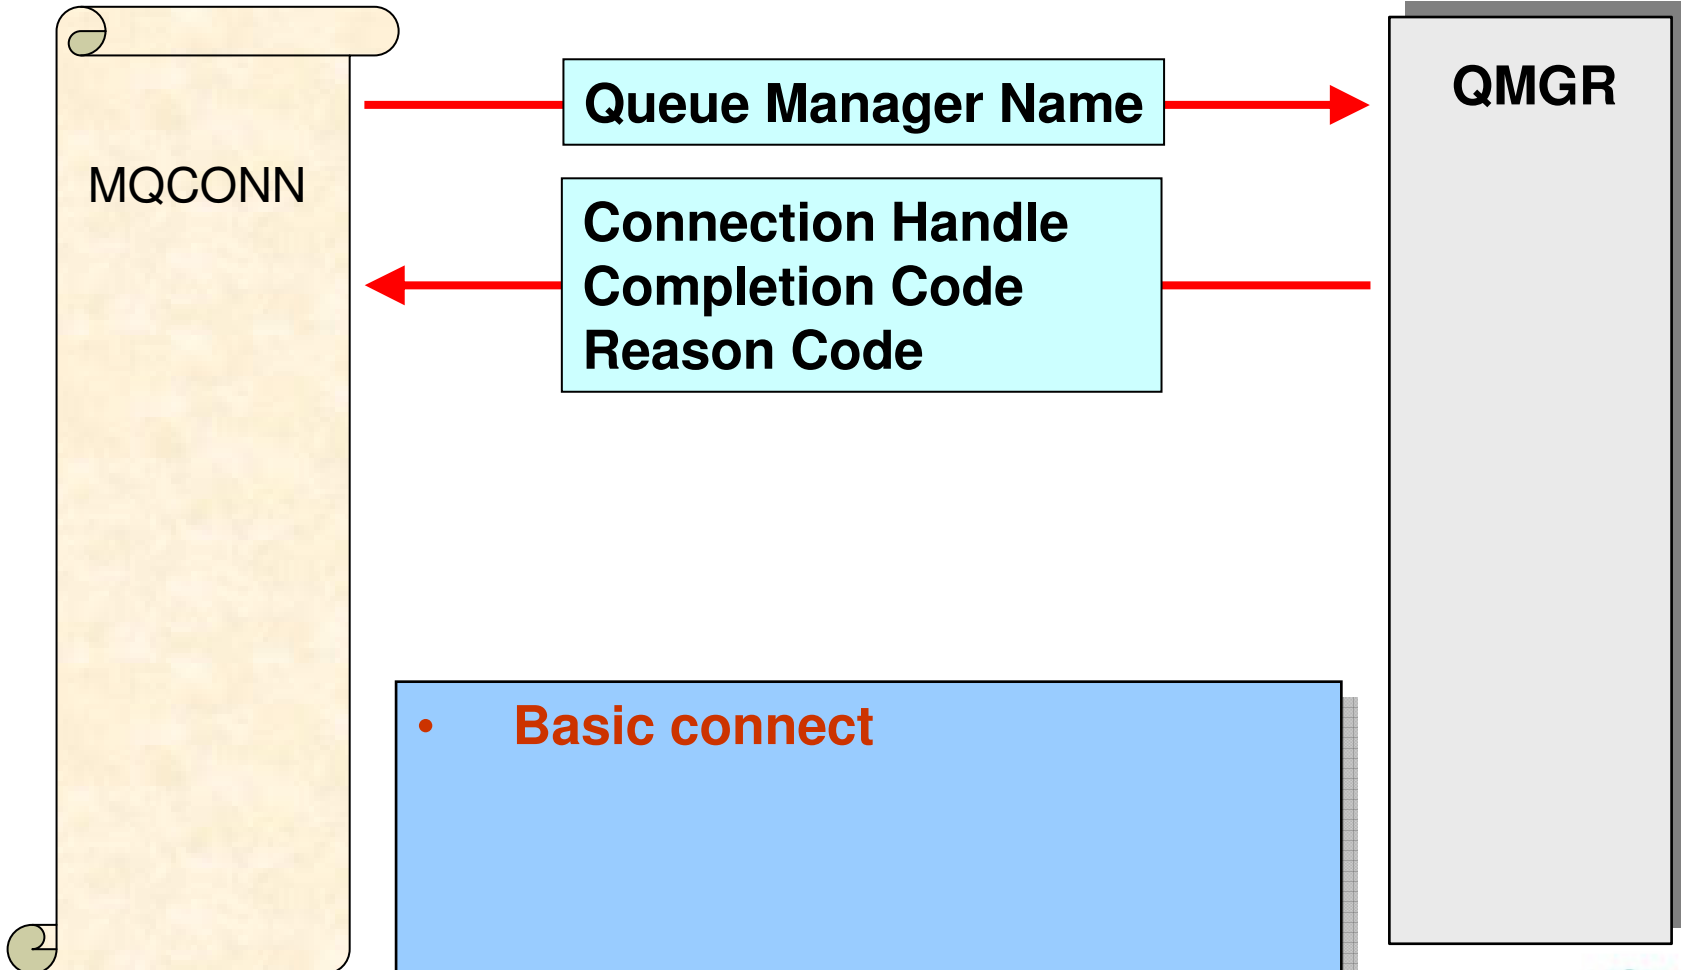 MQCONN
Queue Manager Name
QMGR
Connection Handle
Completion Code
Reason Code
• Basic connect